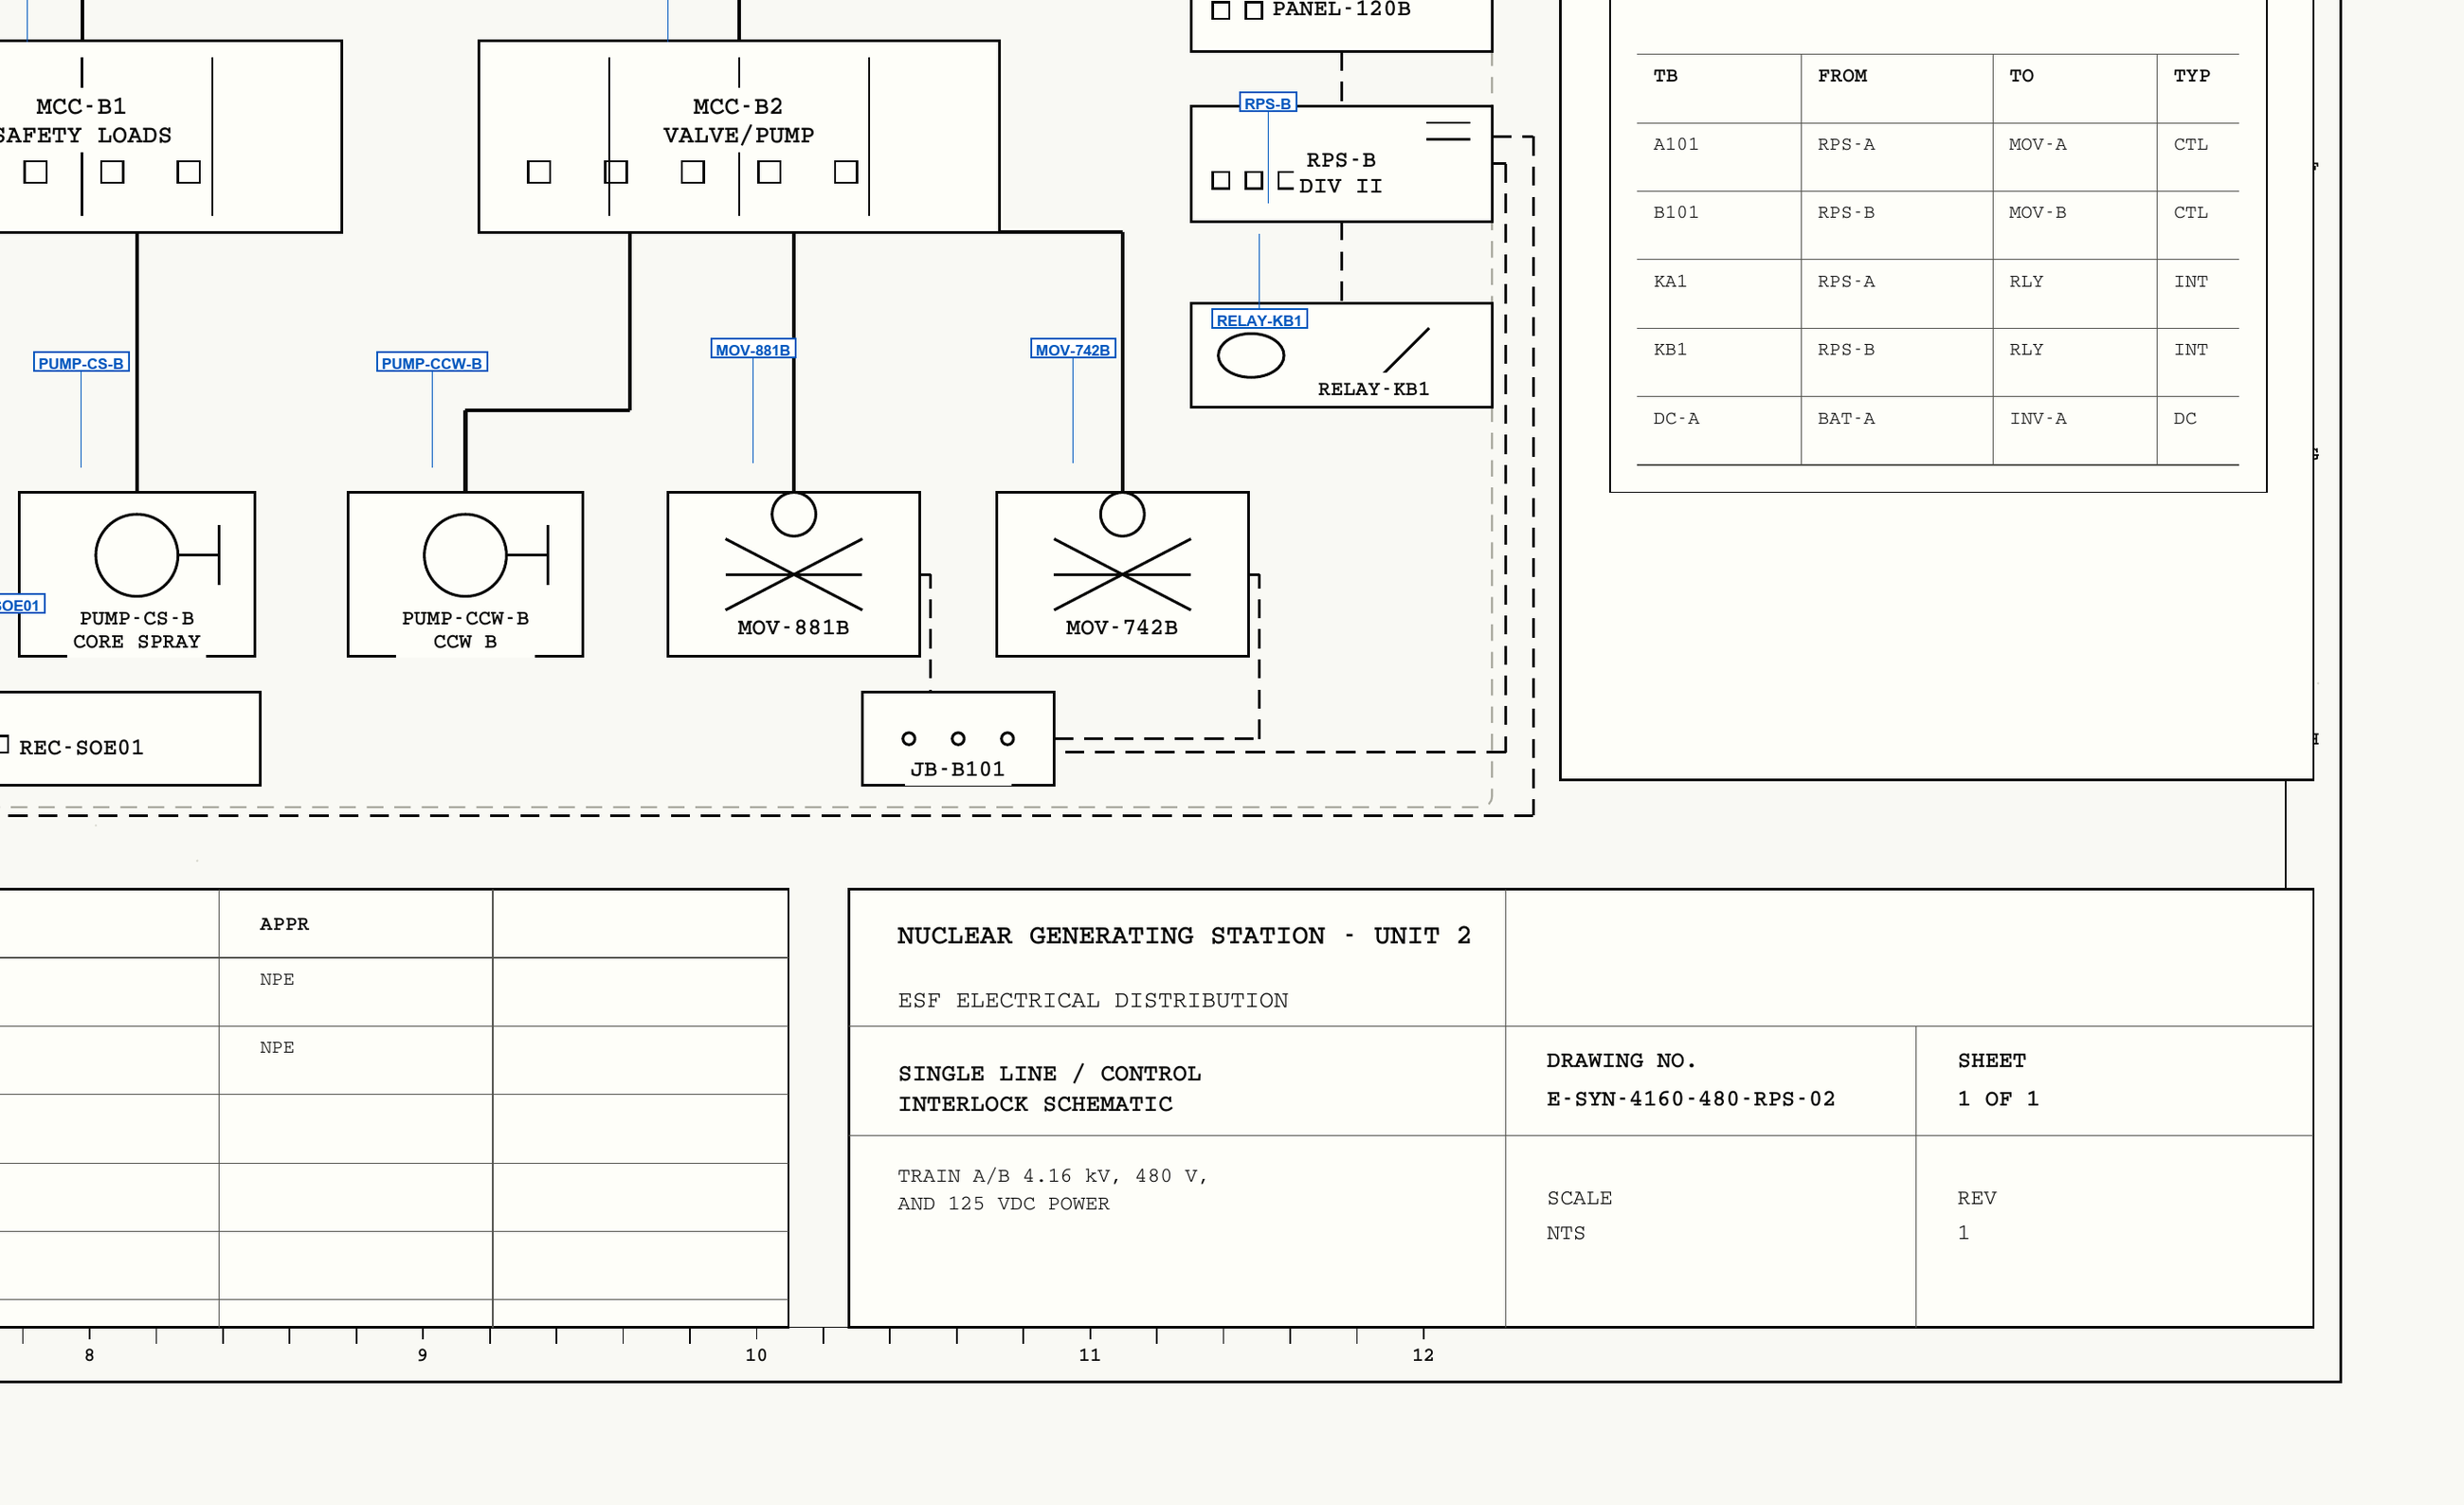 PANEL-120B
MCC-B1
SAFETY LOADS
MCC-B2
VALVE/PUMP
RPS-B
RPS-B
DIV II
RELAY-KB1
RELAY-KB1
PUMP-CS-B
PUMP-CCW-B
MOV-881B
MOV-742B
SOE01
PUMP-CS-B
CORE SPRAY
PUMP-CCW-B
CCW B
MOV-881B
MOV-742B
REC-SOE01
JB-B101
TB FROM TO TYP
A101 RPS-A MOV-A CTL
B101 RPS-B MOV-B CTL
KA1 RPS-A RLY INT
KB1 RPS-B RLY INT
DC-A BAT-A INV-A DC
APPR
NPE
NPE
NUCLEAR GENERATING STATION - UNIT 2
ESF ELECTRICAL DISTRIBUTION
SINGLE LINE / CONTROL
INTERLOCK SCHEMATIC
TRAIN A/B 4.16 kV, 480 V,
AND 125 VDC POWER
DRAWING NO.
E-SYN-4160-480-RPS-02
SHEET
1 OF 1
SCALE
NTS
REV
1
8 9 10 11 12